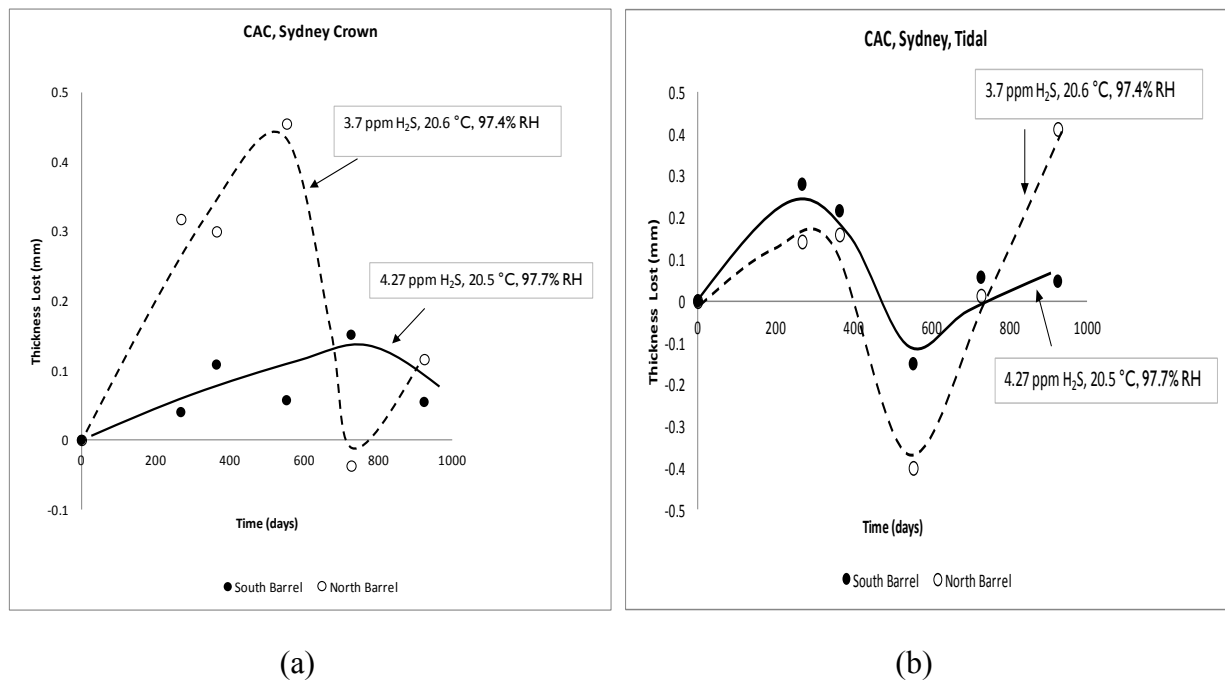 CAC, Sydney Crown
0.5
0.4
0.3
0.2
0.1
0
-0.1
Thickness Lost (mm)
3.7 ppm H₂S, 20.6 °C, 97.4% RH
4.27 ppm H₂S, 20.5 °C, 97.7% RH
0 200 400 600 800 1000
Time (days)
South Barrel North Barrel
(a)
CAC, Sydney, Tidal
0.5
0.4
0.3
0.2
0.1
0
-0.1
-0.2
-0.3
-0.4
-0.5
Thickness Lost (mm)
3.7 ppm H₂S, 20.6 °C, 97.4% RH
0 200 400 600 800 1000
4.27 ppm H₂S, 20.5 °C, 97.7% RH
Time (days)
South Barrel North Barrel
(b)